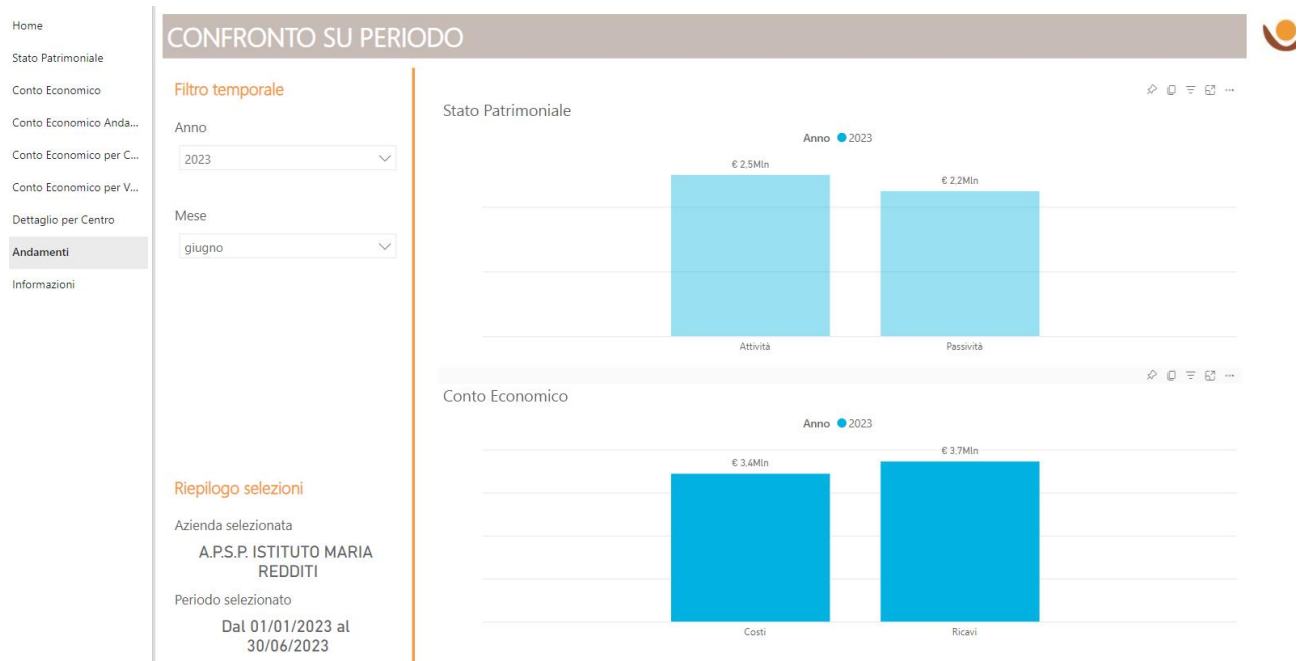 Home
Stato Patrimoniale
Conto Economico
Conto Economico Anda...
Conto Economico per C...
Conto Economico per V...
Dettaglio per Centro
Andamenti
Informazioni
CONFRONTO SU PERIODO
Filtro temporale
Anno
2023
Mese
giugno
Riepilogo selezioni
Azienda selezionata
A.P.S.P. ISTITUTO MARIA
REDDITI
Periodo selezionato
Dal 01/01/2023 al
30/06/2023
Stato Patrimoniale
Anno 2023
€ 2,5Mln
€ 2,2Mln
Attività
Passività
Conto Economico
Anno 2023
€ 3,4Mln
€ 3,7Mln
Costi
Ricavi